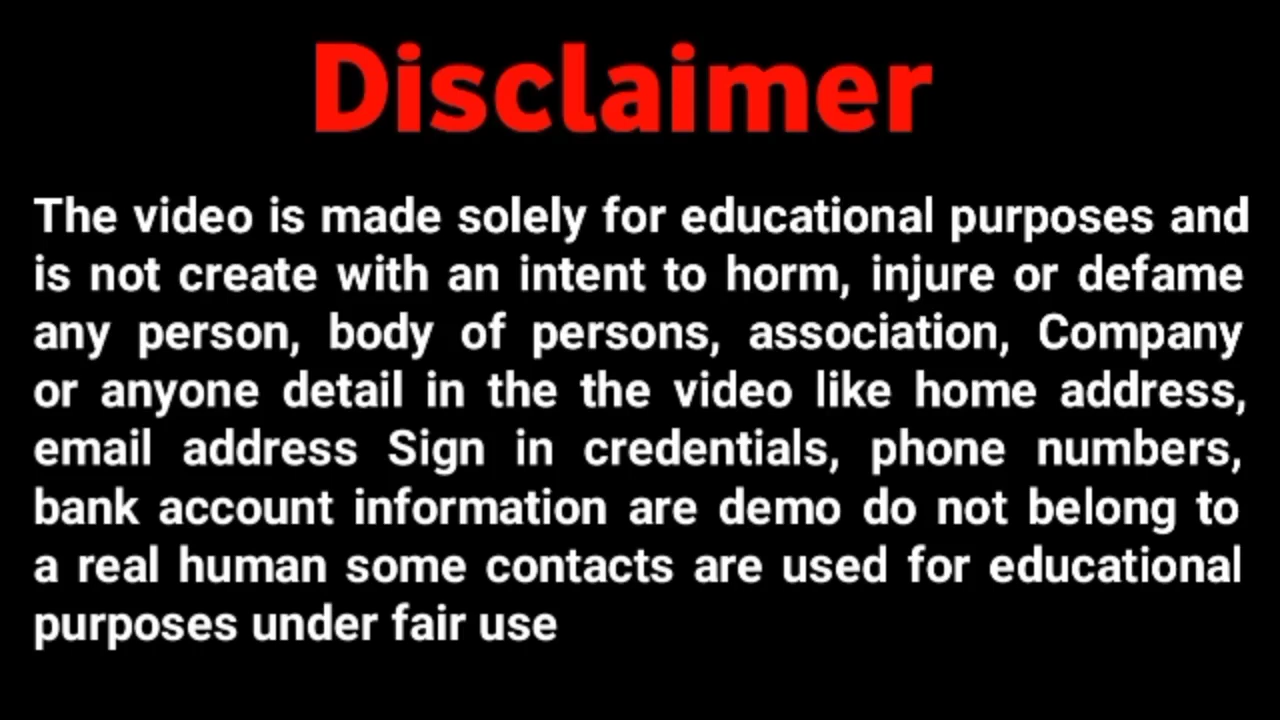 Disclaimer
The video is made solely for educational purposes and
is not create with an intent to horm, injure or defame
any person, body of persons, association, Company
or anyone detail in the the video like home address,
email address Sign in credentials, phone numbers,
bank account information are demo do not belong to
a real human some contacts are used for educational
purposes under fair use